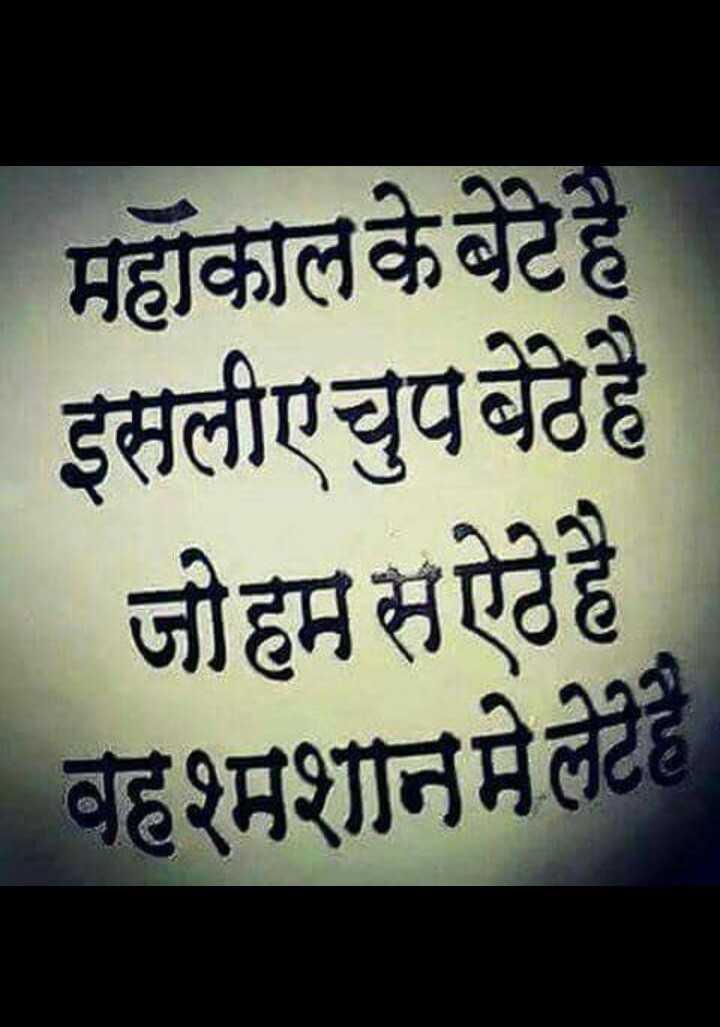 महाँकाल के बेटे है
इसलीए चुप बेठे है
जो हम स ऐठे है
वह श्मशान मे लेटे है